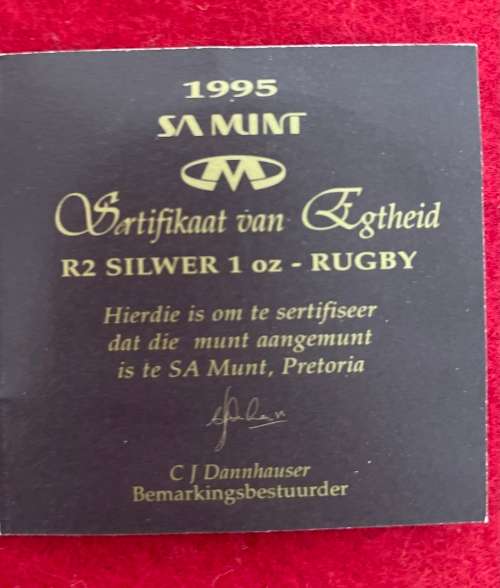 1995
SA MUNT
Sertifikaat van Egtheid
R2 SILWER 1 oz - RUGBY
Hierdie is om te sertifiseer
dat die munt aangemunt
is te SA Munt, Pretoria
C J Dannhauser
Bemarkingsbestuurder